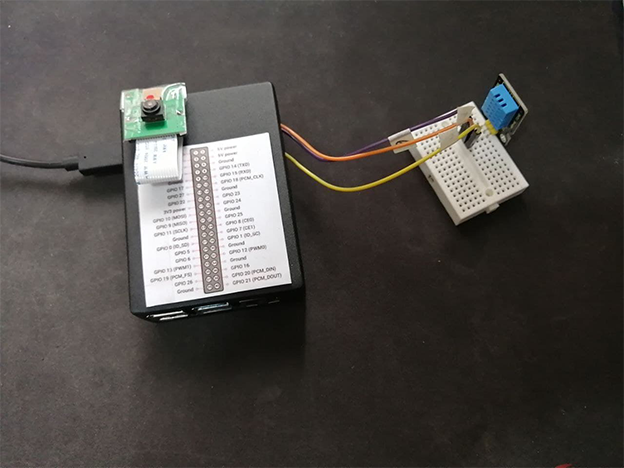 5V power
5V power
Ground
GPIO 14 (TXD)
GPIO 15 (RXD)
GPIO 18 (PCM_CLK)
GPIO 17 Ground
GPIO 27 GPIO 23
GPIO 22 GPIO 24
3V3 power Ground
GPIO 10 (MOSI) GPIO 25
GPIO 9 (MISO) GPIO 8 (CE0)
GPIO 11 (SCLK) GPIO 7 (CE1)
Ground GPIO 1 (ID_SC)
GPIO 0 (ID_SD) Ground
GPIO 5 GPIO 12 (PWM0)
GPIO 6 Ground
GPIO 13 (PWM1) GPIO 16
GPIO 19 (PCM_FS) GPIO 20 (PCM_DIN)
GPIO 26 GPIO 21 (PCM_DOUT)
Ground